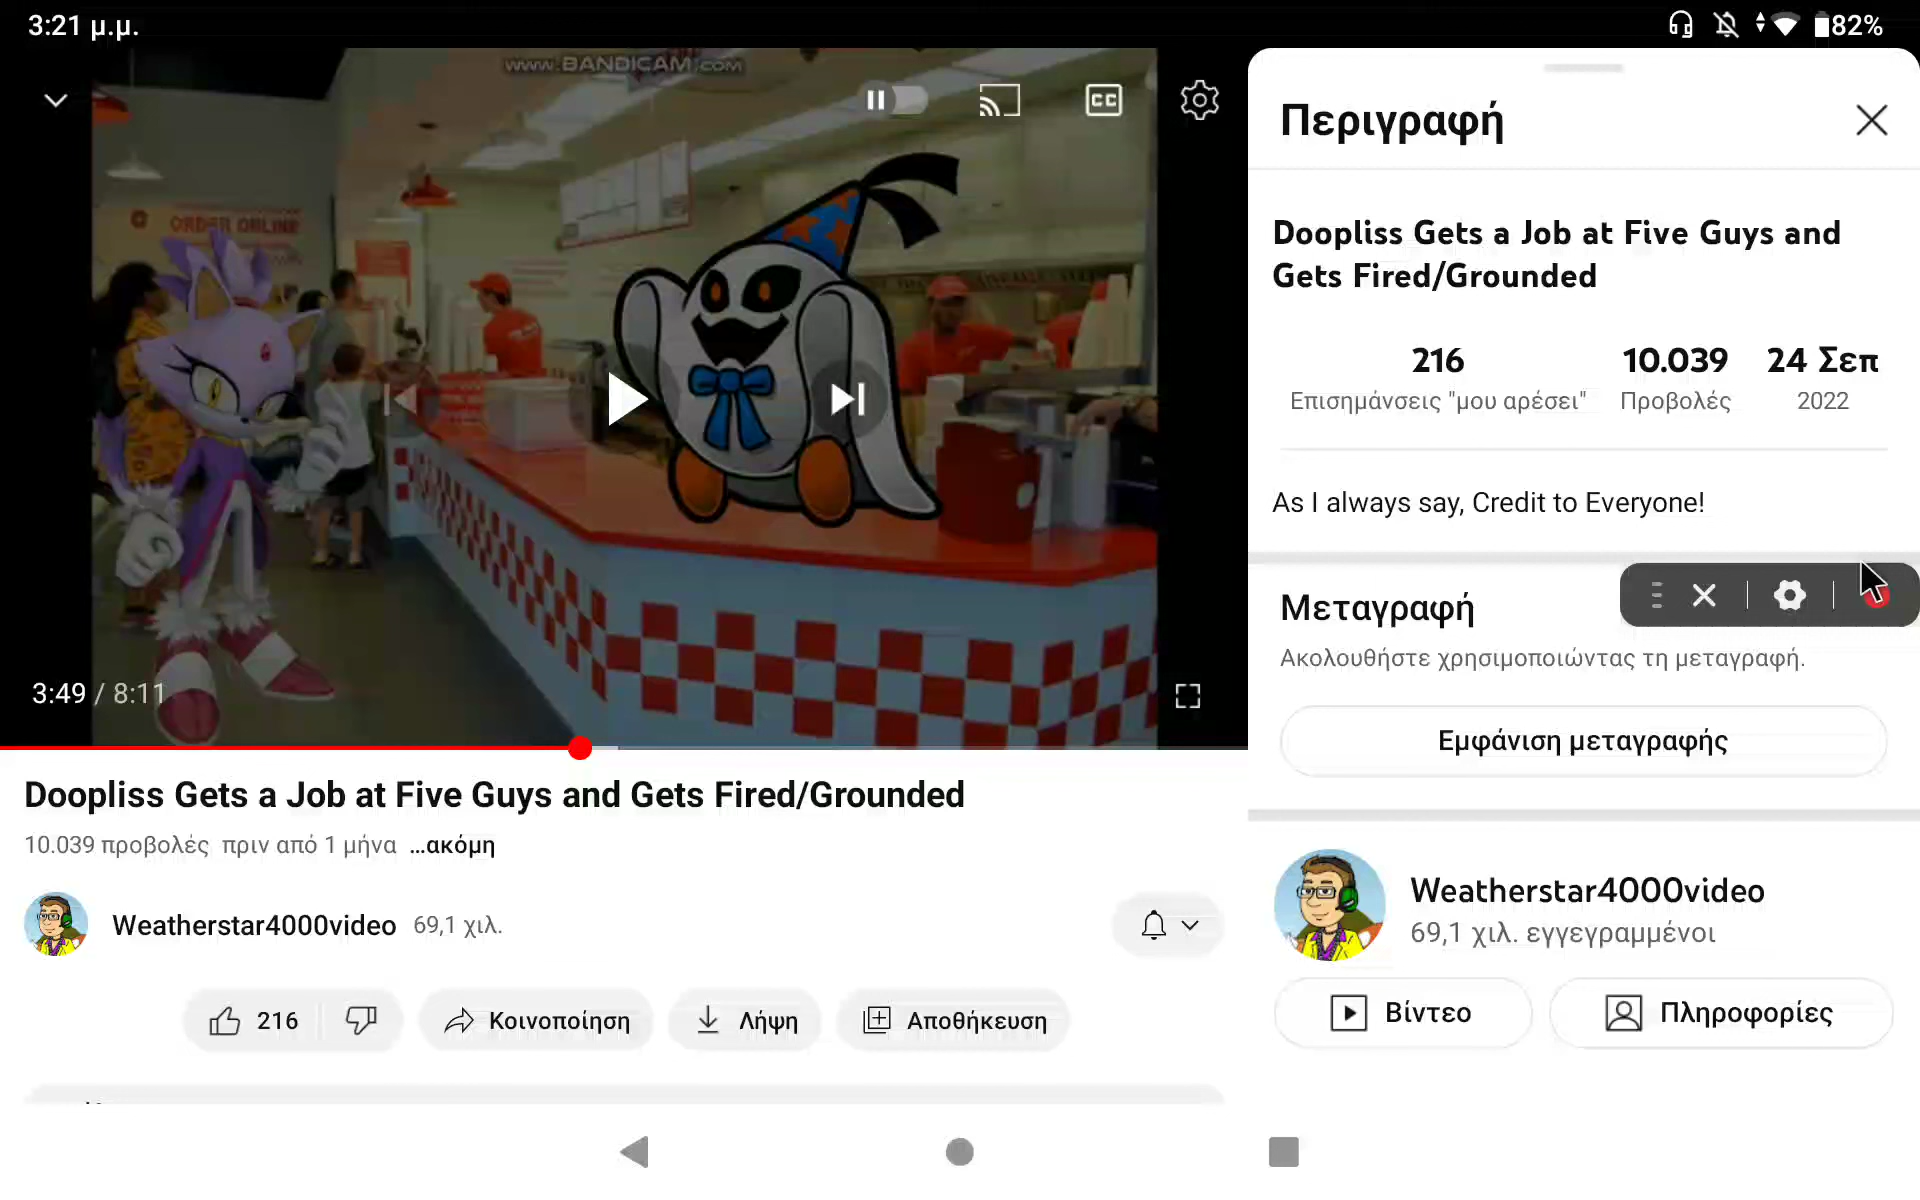 3:21 μ.μ.
82%
www.BANDICAM.com
ORDER ONLINE
CC
3:49 / 8:11
Doopliss Gets a Job at Five Guys and Gets Fired/Grounded
10.039 προβολές πριν από 1 μήνα ...ακόμη
Weatherstar4000video 69,1 χιλ.
216
Κοινοποίηση
Λήψη
Αποθήκευση
Περιγραφή
Doopliss Gets a Job at Five Guys and
Gets Fired/Grounded
216 10.039 24 Σεπ
Επισημάνσεις "μου αρέσει" Προβολές 2022
As I always say, Credit to Everyone!
Μεταγραφή
Ακολουθήστε χρησιμοποιώντας τη μεταγραφή.
Εμφάνιση μεταγραφής
Weatherstar4000video
69,1 χιλ. εγγεγραμμένοι
Βίντεο
Πληροφορίες